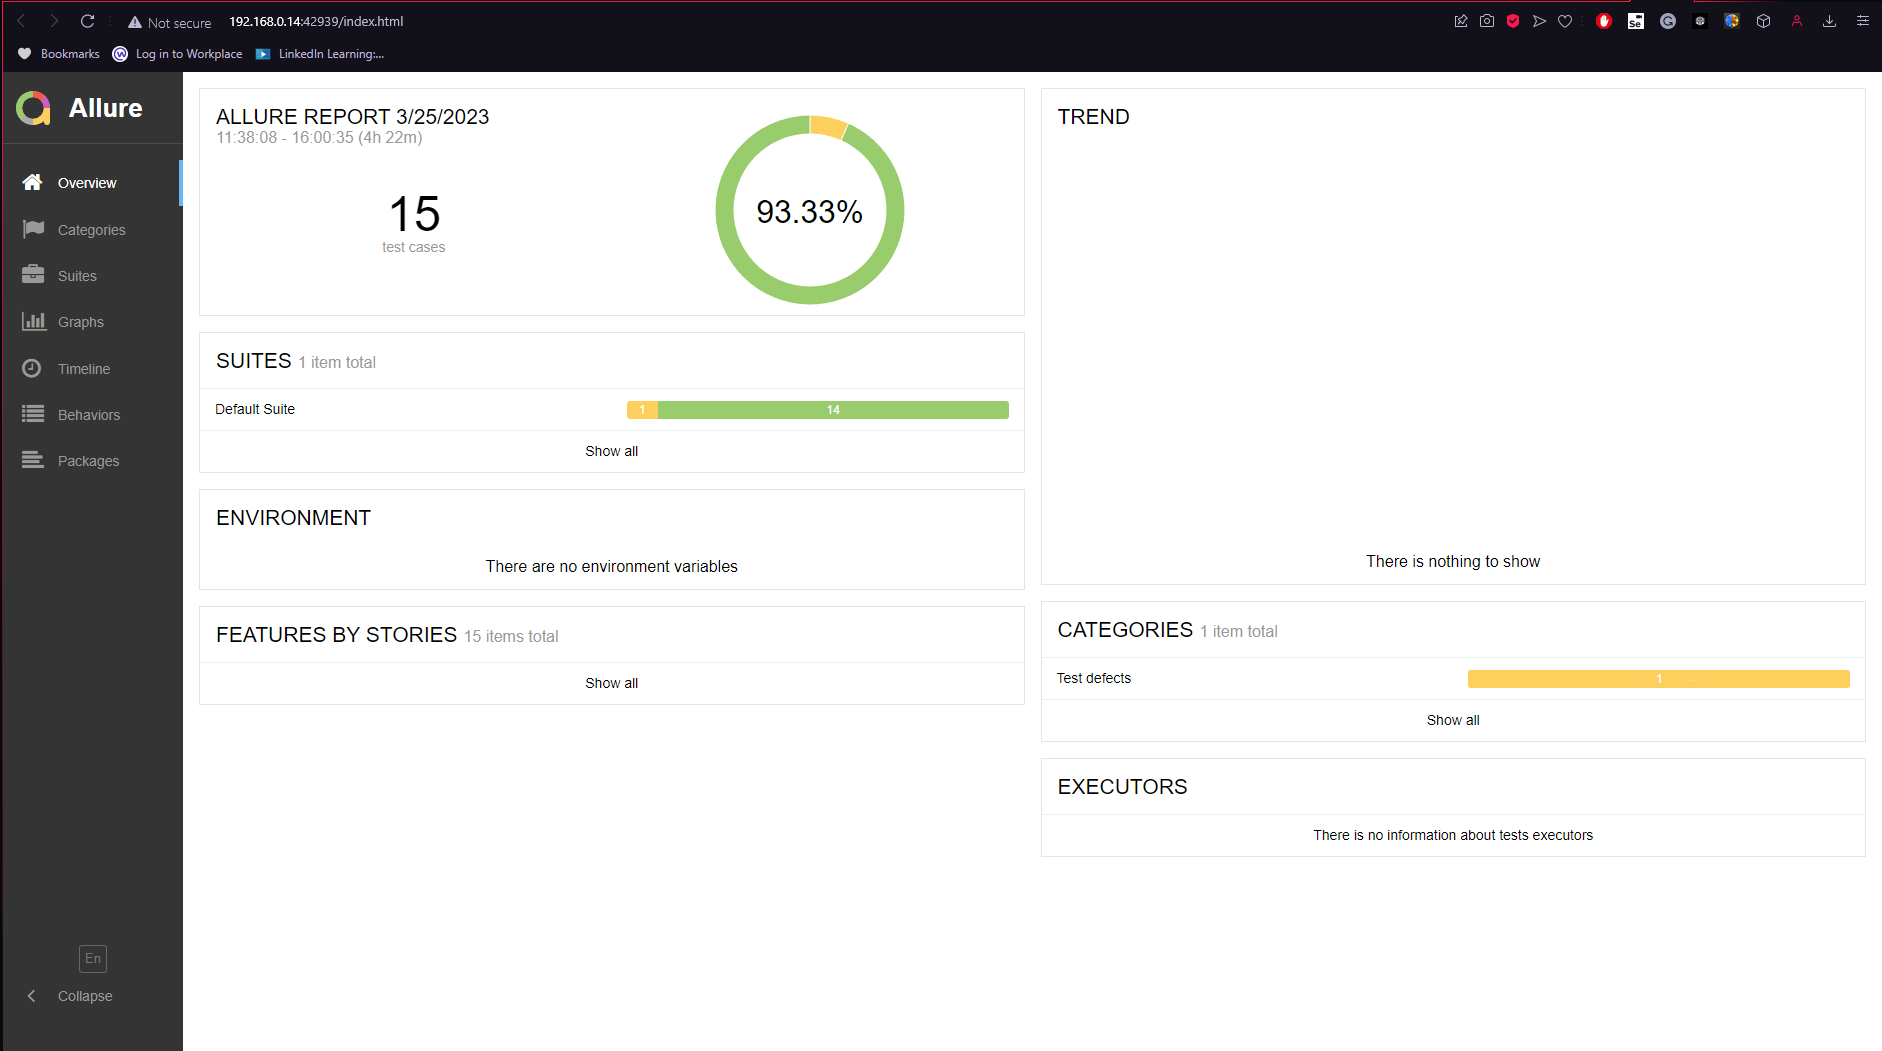 Not secure 192.168.0.14:42939/index.html
Se
Bookmarks Log in to Workplace LinkedIn Learning:...
Allure
Overview
Categories
Suites
Graphs
Timeline
Behaviors
Packages
En
Collapse
ALLURE REPORT 3/25/2023
11:38:08 - 16:00:35 (4h 22m)
15
test cases
93.33%
SUITES 1 item total
Default Suite 1 14
Show all
ENVIRONMENT
There are no environment variables
FEATURES BY STORIES 15 items total
Show all
TREND
There is nothing to show
CATEGORIES 1 item total
Test defects 1
Show all
EXECUTORS
There is no information about tests executors